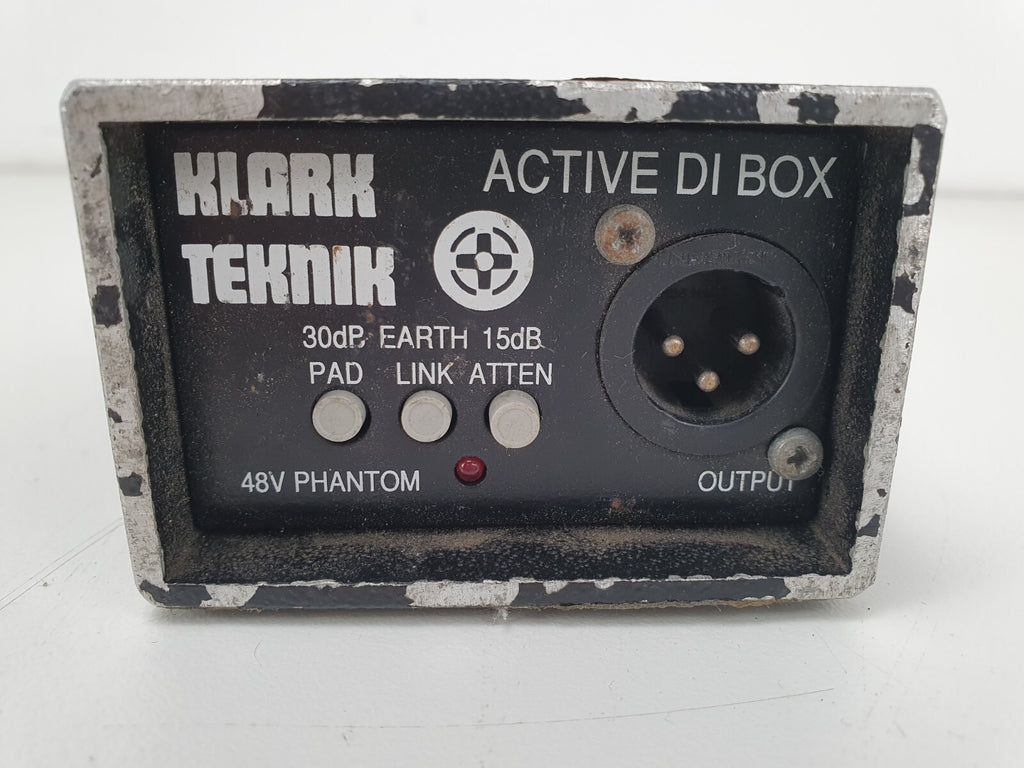 KLARK
TEKNIK
ACTIVE DI BOX
30dB EARTH 15dB
PAD LINK ATTEN
48V PHANTOM
OUTPUT